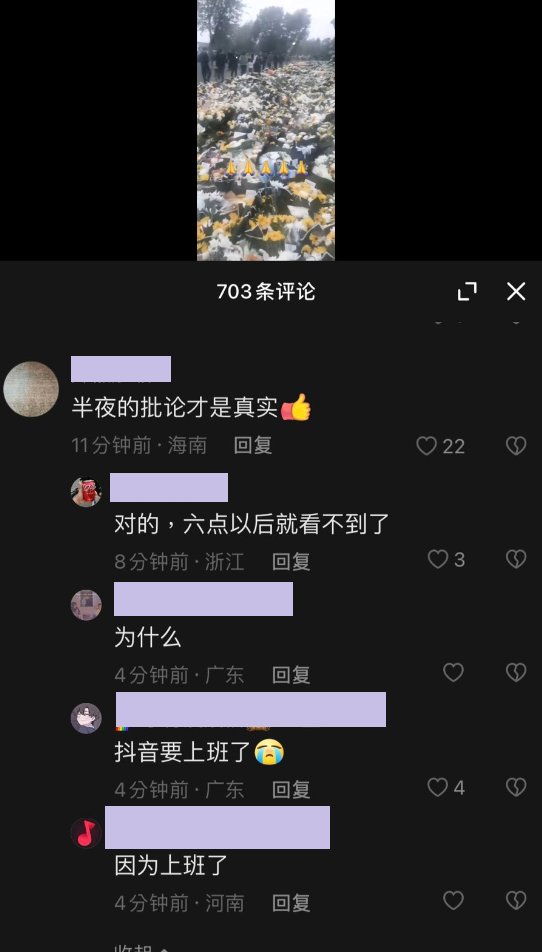 703条评论
半夜的批论才是真实👍
11分钟前·海南 回复 22
对的，六点以后就看不到了
8分钟前·浙江 回复 3
为什么
4分钟前·广东 回复
抖音要上班了😭
4分钟前·广东 回复 4
因为上班了
4分钟前·河南 回复
收起